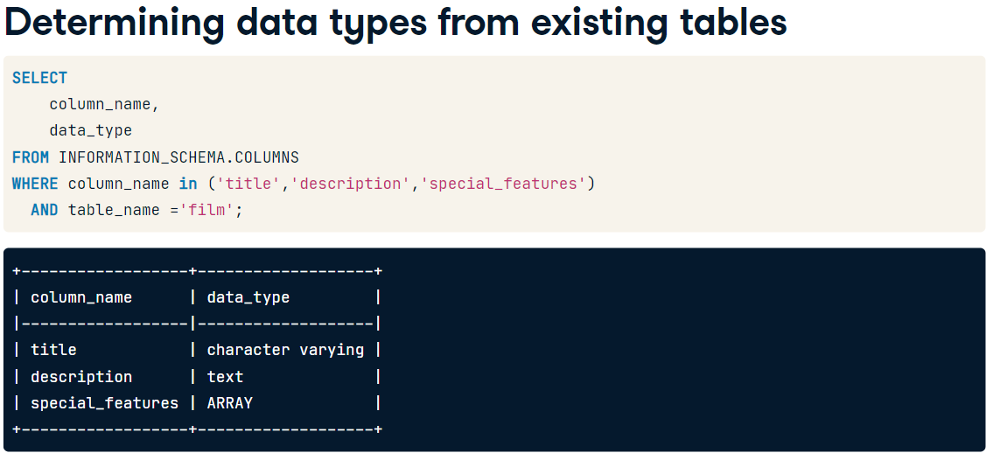 Determining data types from existing tables
SELECT
    column_name,
    data_type
FROM INFORMATION_SCHEMA.COLUMNS
WHERE column_name in ('title','description','special_features')
  AND table_name ='film';
+------------------+-------------------+
| column_name      | data_type         |
|------------------|-------------------|
| title            | character varying |
| description      | text              |
| special_features | ARRAY             |
+------------------+-------------------+